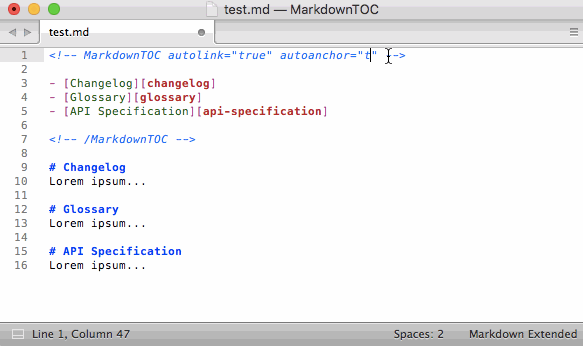 test.md — MarkdownTOC
test.md
1 <!-- MarkdownTOC autolink="true" autoanchor="t" -->
2
3 - [Changelog][changelog]
4 - [Glossary][glossary]
5 - [API Specification][api-specification]
6
7 <!-- /MarkdownTOC -->
8
9 # Changelog
10 Lorem ipsum...
11
12 # Glossary
13 Lorem ipsum...
14
15 # API Specification
16 Lorem ipsum...
Line 1, Column 47 Spaces: 2 Markdown Extended